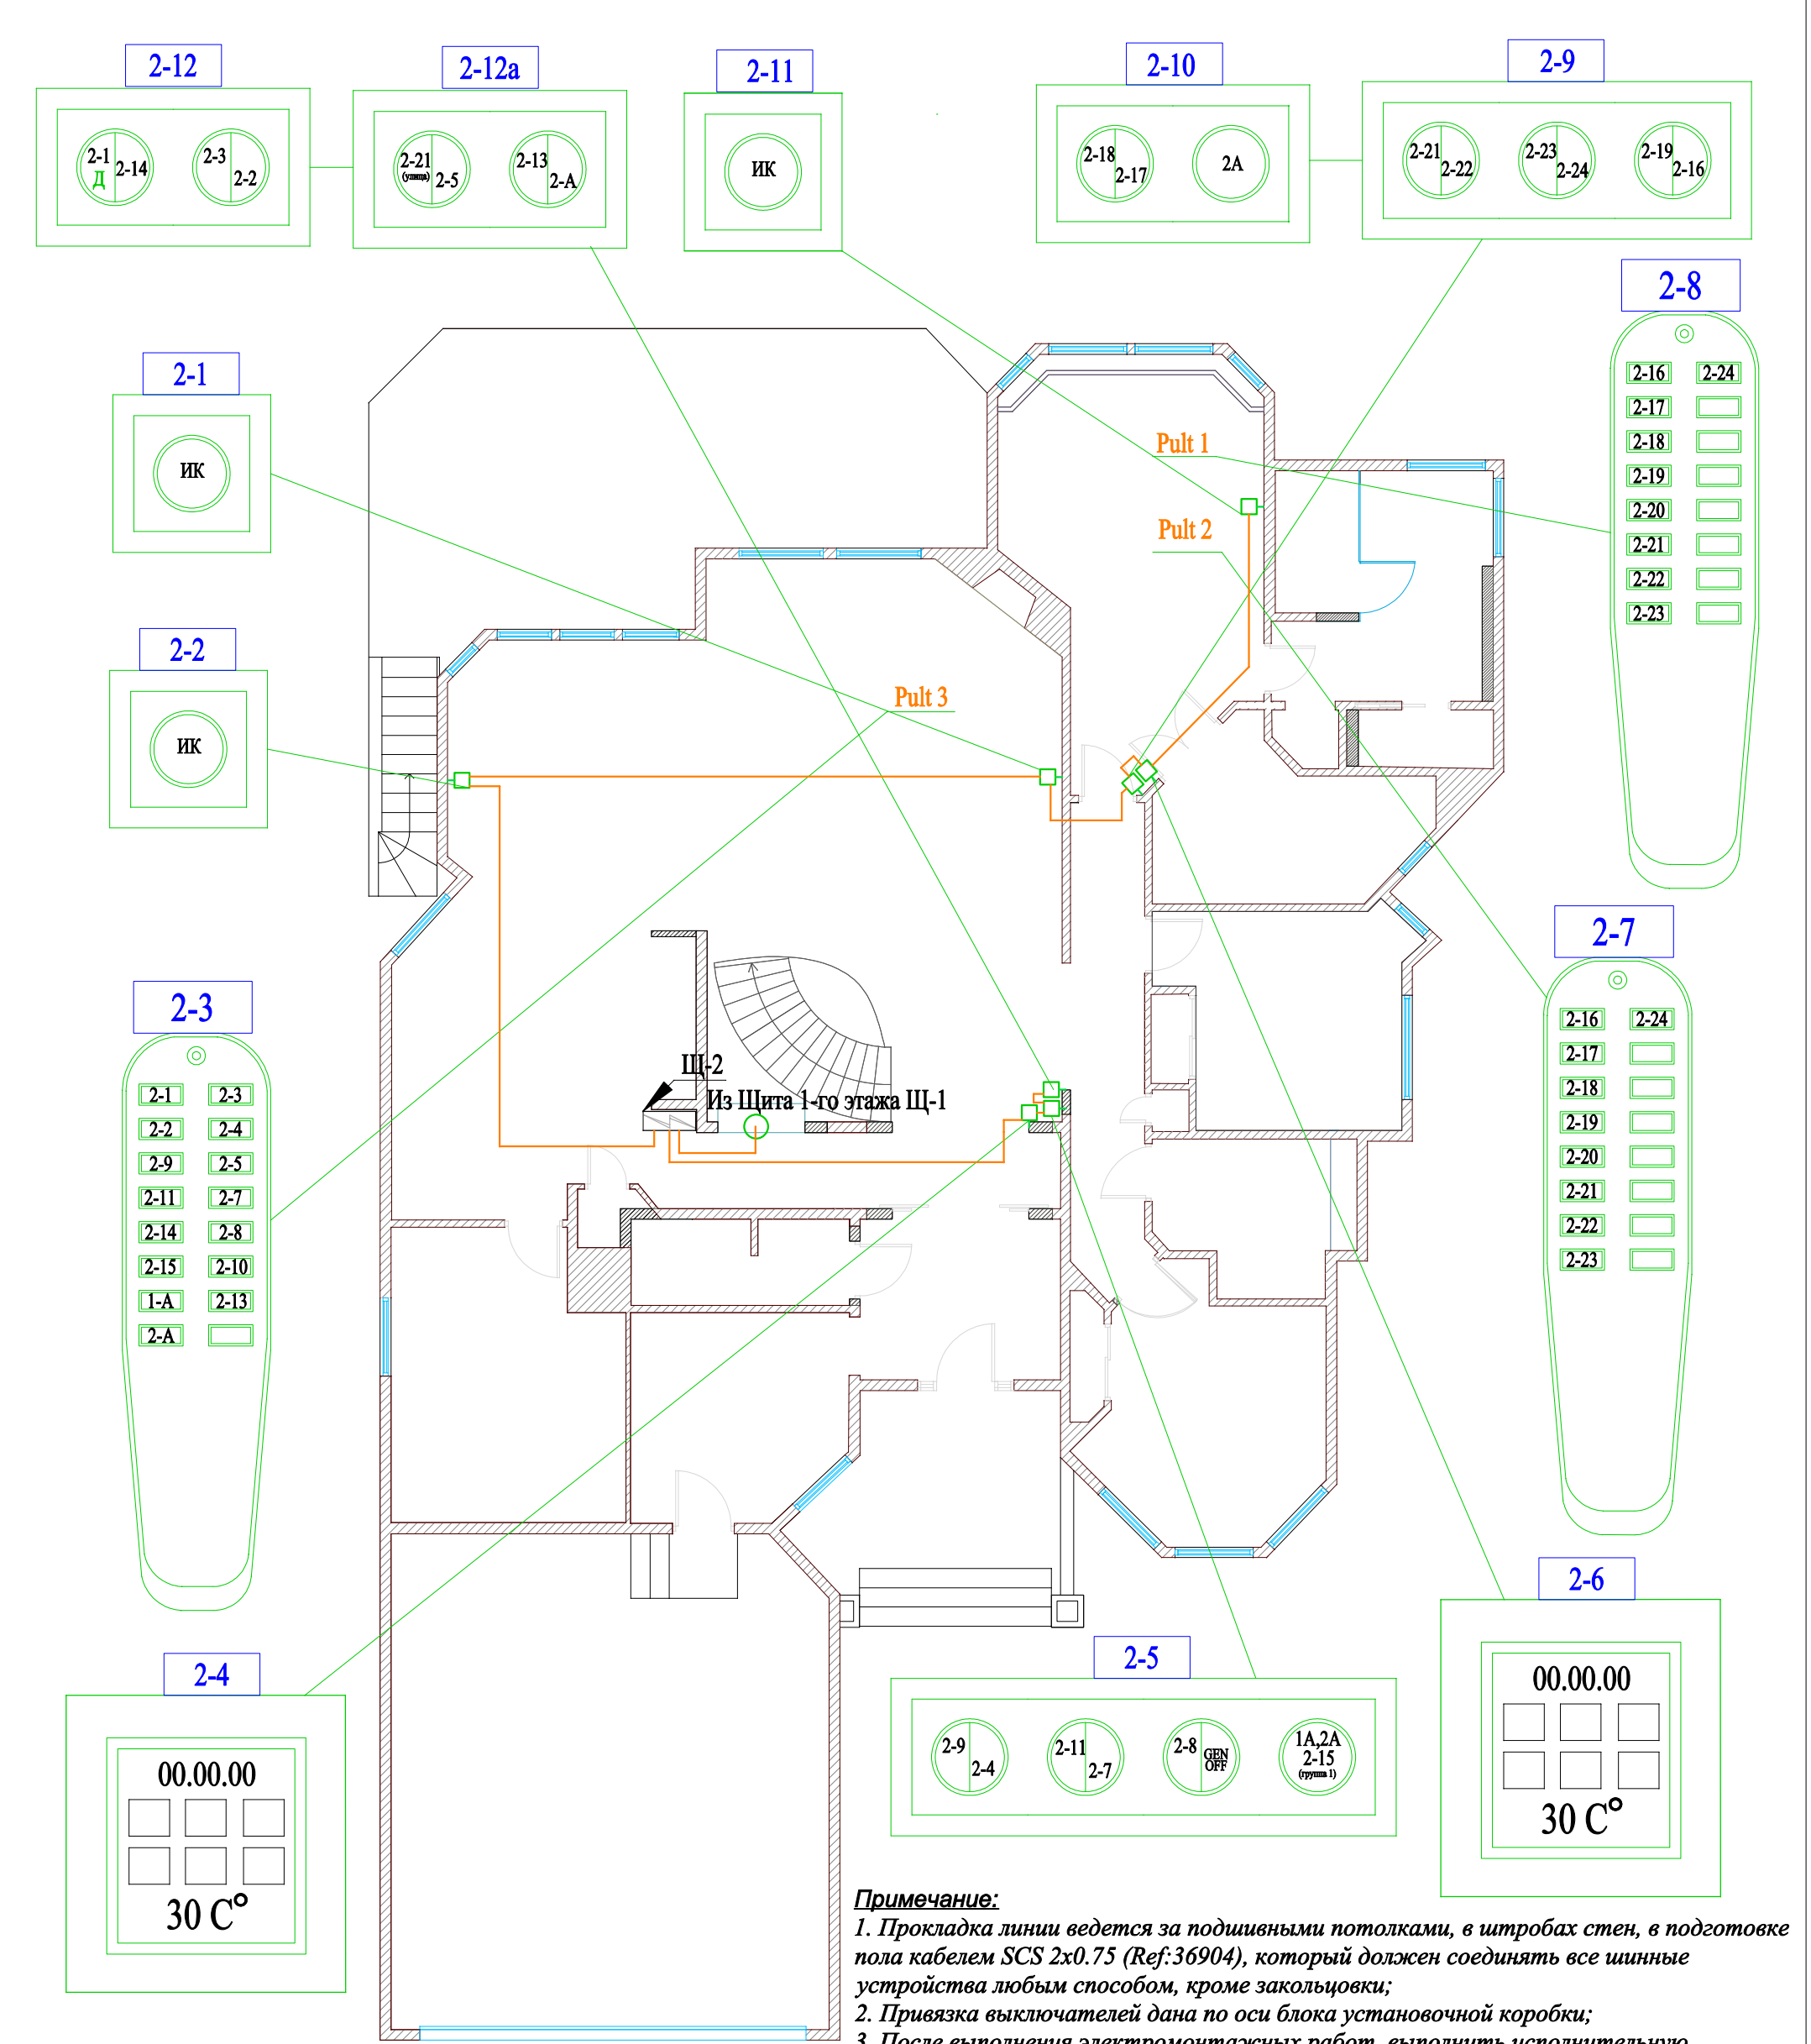 2-12
2-12а
2-11
2-10
2-9
2-1
Д
2-14
2-3
2-2
2-21
(улица)
2-5
2-13
2-А
ИК
2-18
2-17
2А
2-21
2-22
2-23
2-24
2-19
2-16
2-8
2-16 2-24
2-17
2-18
2-19
2-20
2-21
2-22
2-23
2-1
ИК
Pult 1
Pult 2
2-2
ИК
Pult 3
2-7
2-16 2-24
2-17
2-18
2-19
2-20
2-21
2-22
2-23
2-3
2-1 2-3
2-2 2-4
2-9 2-5
2-11 2-7
2-14 2-8
2-15 2-10
1-А 2-13
2-А
Щ-2
Из Щита 1-го этажа Щ-1
2-6
00.00.00
30 C°
2-4
00.00.00
30 C°
2-5
2-9
2-4
2-11
2-7
2-8
GEN
OFF
1А,2А
2-15
(группа 1)
Примечание:
1. Прокладка линии ведется за подшивными потолками, в штробах стен, в подготовке
пола кабелем SCS 2x0.75 (Ref:36904), который должен соединять все шинные
устройства любым способом, кроме закольцовки;
2. Привязка выключателей дана по оси блока установочной коробки;
3. После выполнения электромонтажных работ, выполнить исполнительную